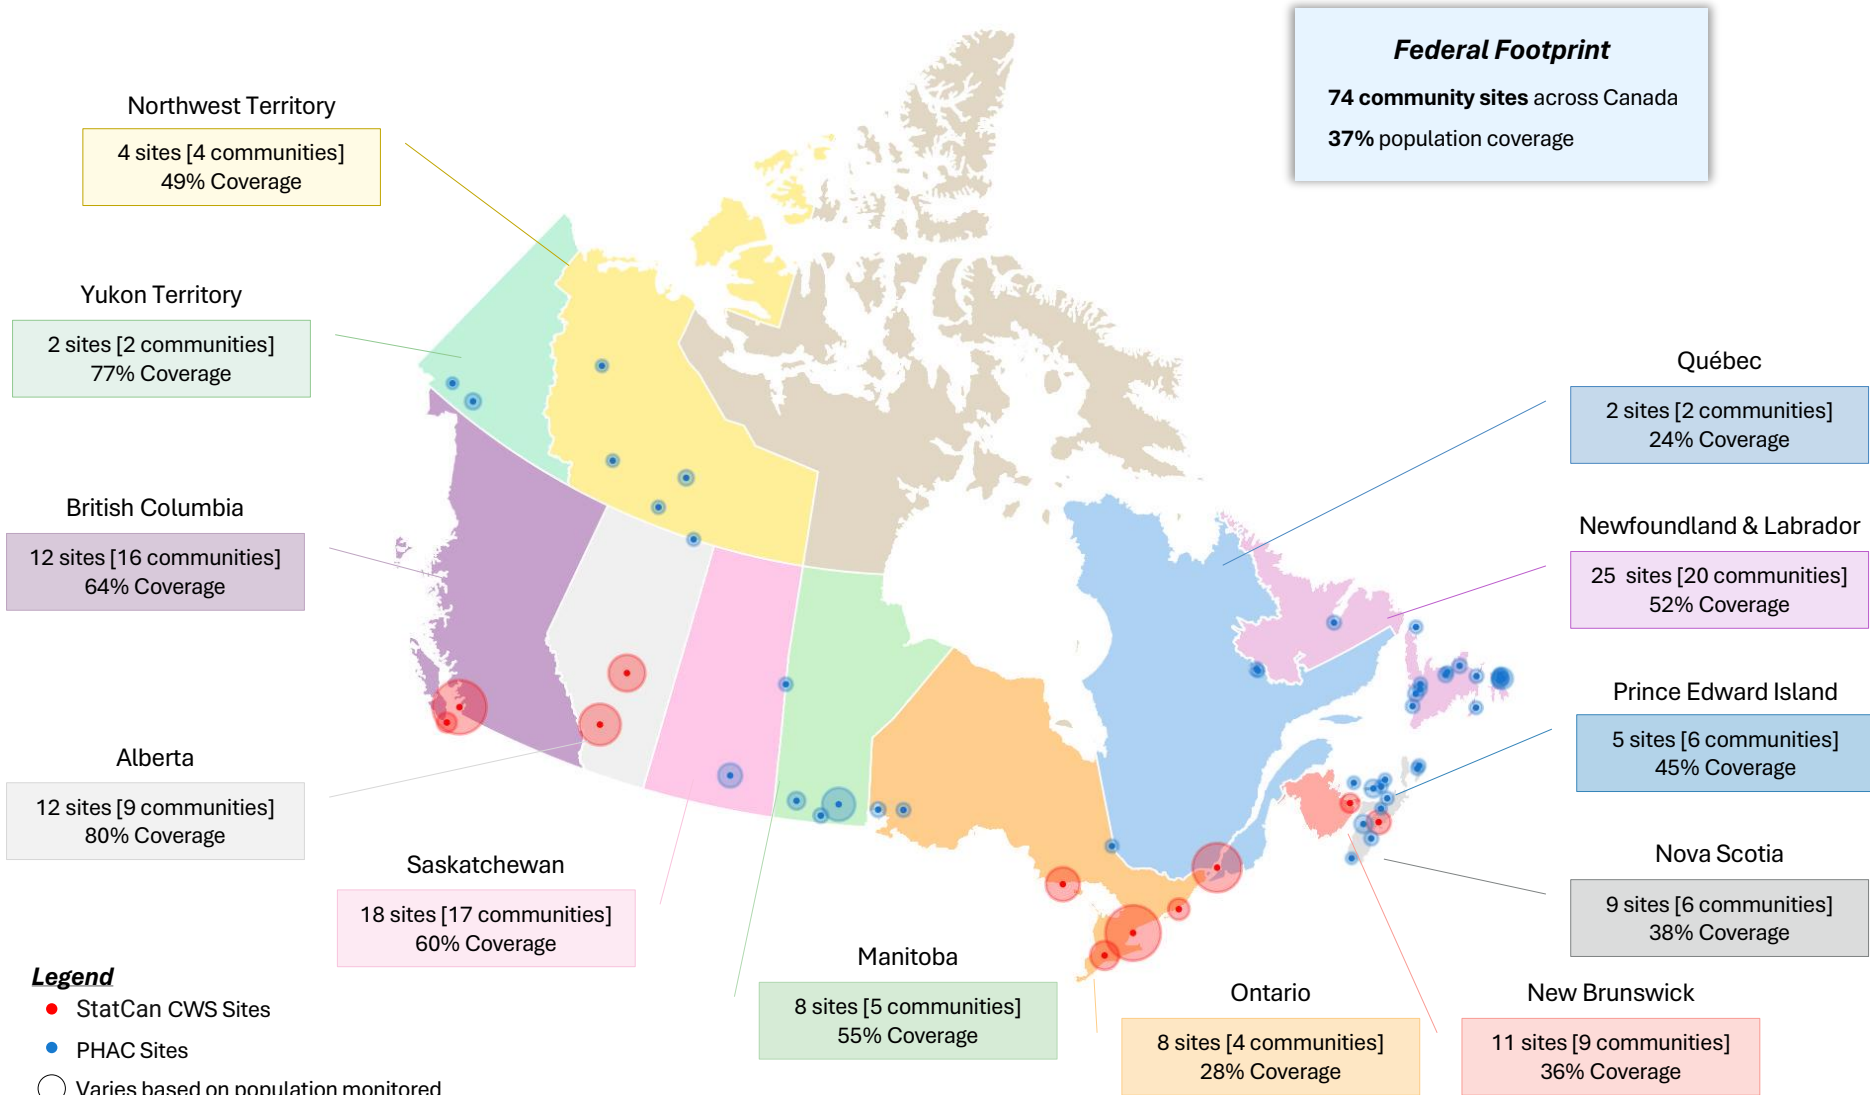 Federal Footprint
74 community sites across Canada
37% population coverage
Northwest Territory
4 sites [4 communities]
49% Coverage
Yukon Territory
2 sites [2 communities]
77% Coverage
British Columbia
12 sites [16 communities]
64% Coverage
Alberta
12 sites [9 communities]
80% Coverage
Saskatchewan
18 sites [17 communities]
60% Coverage
Manitoba
8 sites [5 communities]
55% Coverage
Ontario
8 sites [4 communities]
28% Coverage
New Brunswick
11 sites [9 communities]
36% Coverage
Québec
2 sites [2 communities]
24% Coverage
Newfoundland & Labrador
25 sites [20 communities]
52% Coverage
Prince Edward Island
5 sites [6 communities]
45% Coverage
Nova Scotia
9 sites [6 communities]
38% Coverage
Legend
StatCan CWS Sites
PHAC Sites
Varies based on population monitored